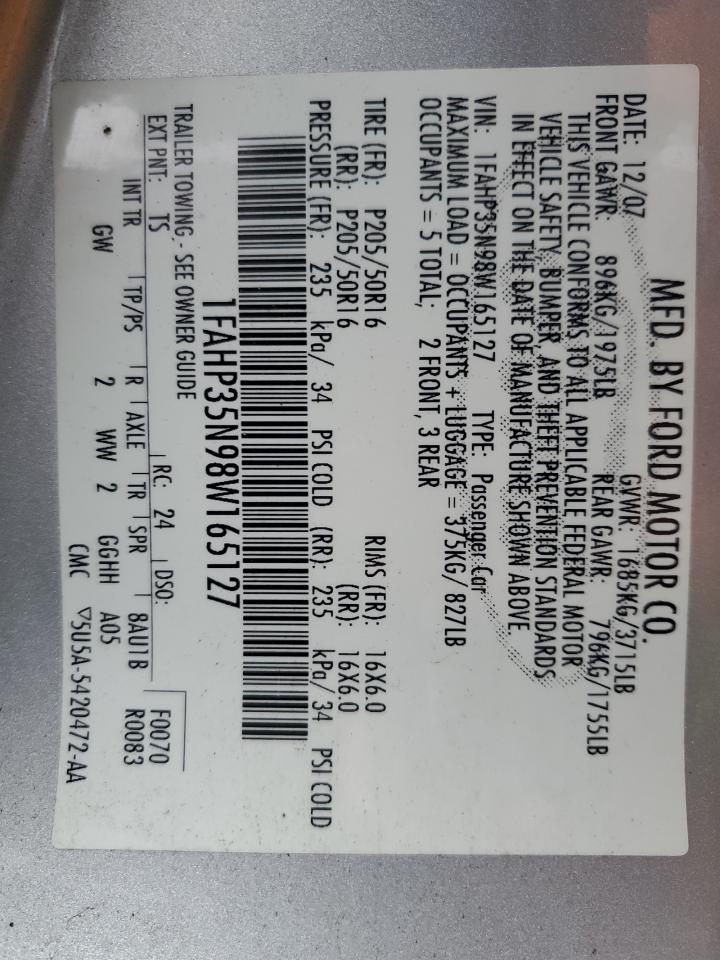 MFD. BY FORD MOTOR CO.
DATE: 12/07 GVWR: 1685KG/3715LB
FRONT GAWR: 896KG/1975LB REAR GAWR: 796KG/1755LB
THIS VEHICLE CONFORMS TO ALL APPLICABLE FEDERAL MOTOR
VEHICLE SAFETY, BUMPER, AND THEFT PREVENTION STANDARDS
IN EFFECT ON THE DATE OF MANUFACTURE SHOWN ABOVE.
VIN: 1FAHP35N98W165127 TYPE: Passenger Car
MAXIMUM LOAD = OCCUPANTS + LUGGAGE = 375KG/ 827LB
OCCUPANTS = 5 TOTAL; 2 FRONT, 3 REAR
TIRE (FR): P205/50R16 RIMS (FR): 16X6.0
(RR): P205/50R16 (RR): 16X6.0
PRESSURE (FR): 235 kPa/ 34 PSI COLD (RR): 235 kPa/ 34 PSI COLD
1FAHP35N98W165127
TRAILER TOWING - SEE OWNER GUIDE
EXT PNT: TS RC: 24 DSO: F0070
INT TR TP/PS R AXLE TR SPR 8AU1B R0083
GW 2 WW 2 GGHH A05
CMC ▽5U5A-5420472-AA